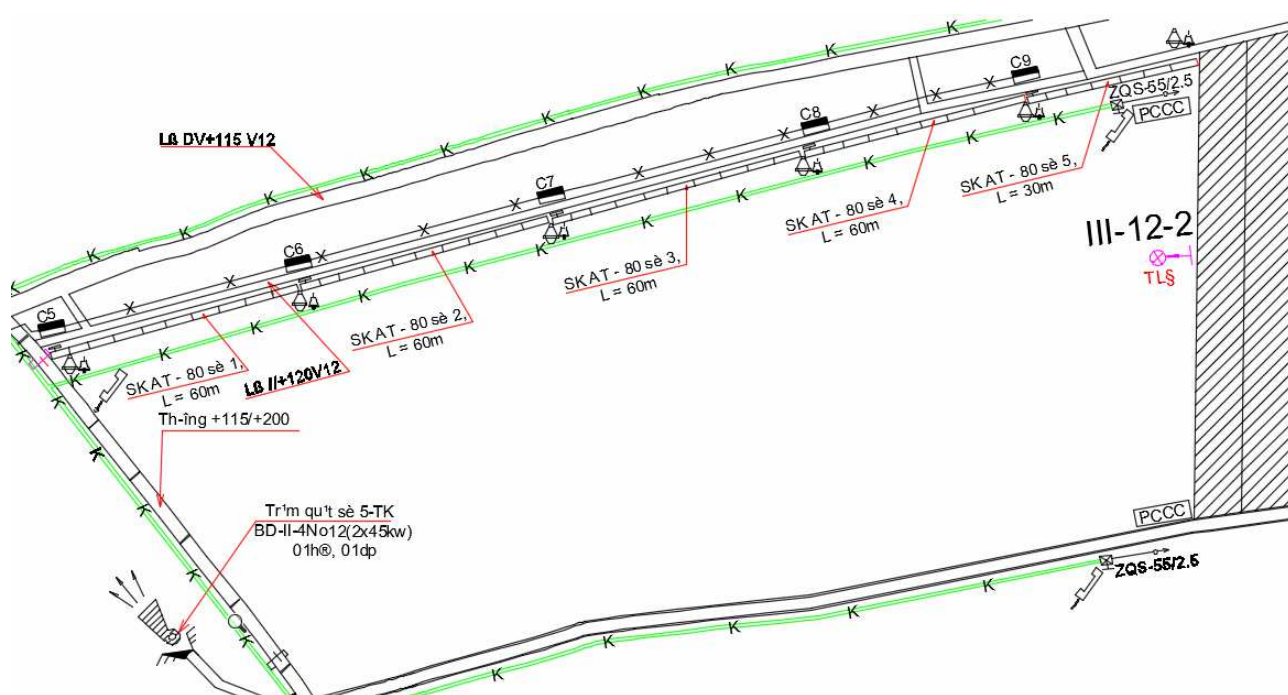 K
K
K
K
K
K
K
K
K
K
Lß DV+115 V12
C9
C8
C7
C6
C5
X
X
X
X
X
X
X
X
X
X
ZQS-55/2.5
PCCC
K
K
K
K
K
K
K
K
K
K
SKAT - 80 sè 5,
L = 30m
SKAT - 80 sè 4,
L = 60m
SKAT - 80 sè 3,
L = 60m
SKAT - 80 sè 2,
L = 60m
SKAT - 80 sè 1,
L = 60m
Lß //+120V12
III-12-2
TL§
Th-îng +115/+200
K
K
K
K
K
K
Tr¹m qu¹t sè 5-TK
BD-II-4No12(2x45kw)
01h®, 01dp
PCCC
ZQS-55/2.5
K
K
K
K
K